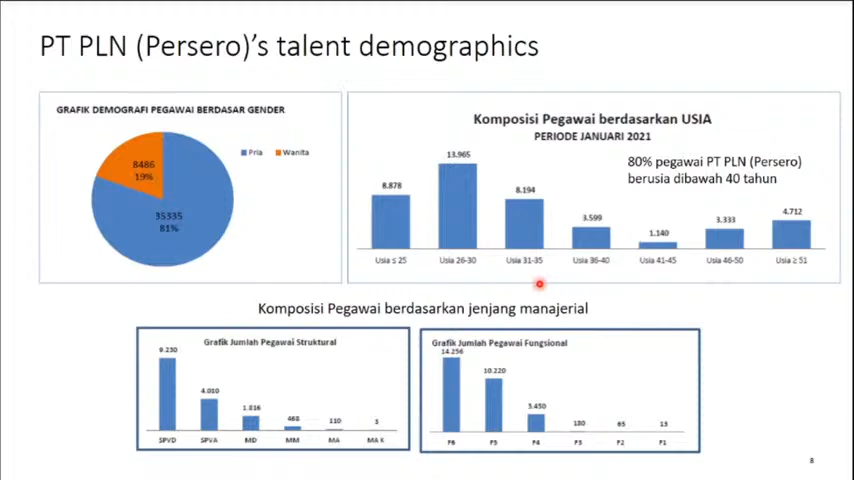 PT PLN (Persero)'s talent demographics
GRAFIK DEMOGRAFI PEGAWAI BERDASAR GENDER
Pria Wanita
8486
19%
35335
81%
Komposisi Pegawai berdasarkan USIA
PERIODE JANUARI 2021
80% pegawai PT PLN (Persero)
berusia dibawah 40 tahun
8.878 13.965 8.194 3.599 1.140 3.333 4.712
Usia ≤ 25 Usia 26-30 Usia 31-35 Usia 36-40 Usia 41-45 Usia 46-50 Usia ≥ 51
Komposisi Pegawai berdasarkan jenjang manajerial
Grafik Jumlah Pegawai Struktural
9.230 4.010 1.816 468 110 3
SPVD SPVA MD MM MA MA K
Grafik Jumlah Pegawai Fungsional
14.256 10.220 3.450 180 65 13
F6 F5 F4 F3 F2 F1
8